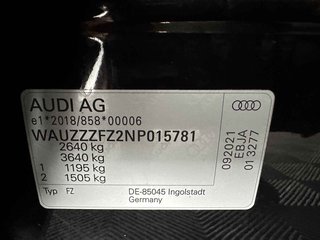 AUDI AG
e1*2018/858*00006
WAUZZZFZ2NP015781
2640 kg
3640 kg
1 1195 kg
2 1505 kg
Typ FZ
DE-85045 Ingolstadt
Germany
092021
EBJA
013277